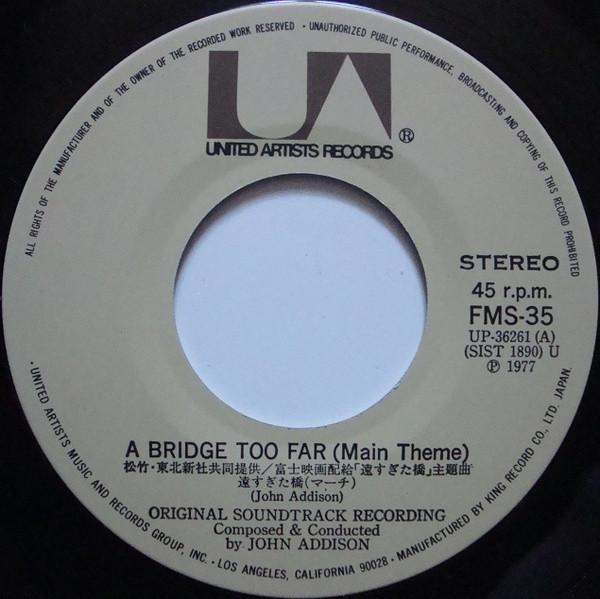 ALL RIGHTS OF THE MANUFACTURER AND OF THE OWNER OF THE RECORDED WORK RESERVED · UNAUTHORIZED PUBLIC PERFORMANCE, BROADCASTING AND COPYING OF THIS RECORD PROHIBITED
UA
UNITED ARTISTS RECORDS ®
STEREO
45 r.p.m.
FMS-35
UP-36261 (A)
(SIST 1890) U
Ⓟ 1977
A BRIDGE TOO FAR (Main Theme)
松竹・東北新社共同提供／富士映画配給「遠すぎた橋」主題曲
遠すぎた橋(マーチ)
(John Addison)
ORIGINAL SOUNDTRACK RECORDING
Composed & Conducted
by JOHN ADDISON
· UNITED ARTISTS MUSIC AND RECORDS GROUP, INC. · LOS ANGELES, CALIFORNIA 90028 · MANUFACTURED BY KING RECORD CO., LTD. JAPAN.